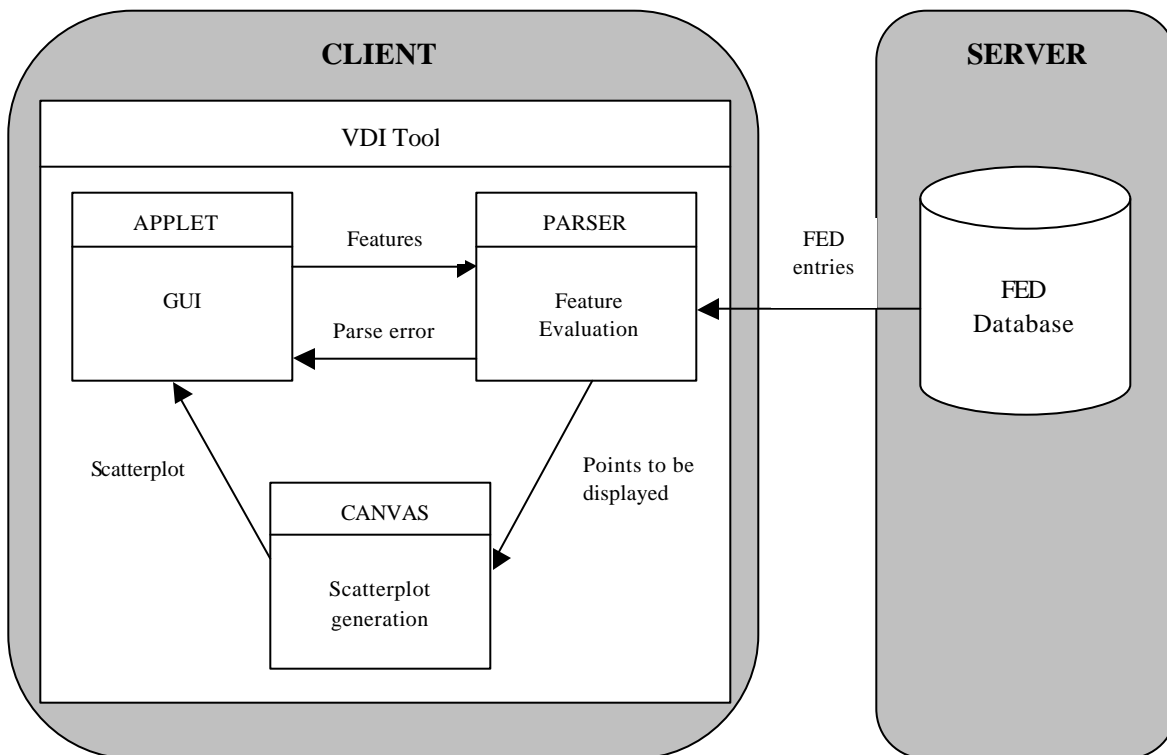 CLIENT
SERVER
VDI Tool
APPLET
GUI
Features
Parse error
PARSER
Feature
Evaluation
FED
entries
FED
Database
Scatterplot
Points to be
displayed
CANVAS
Scatterplot
generation